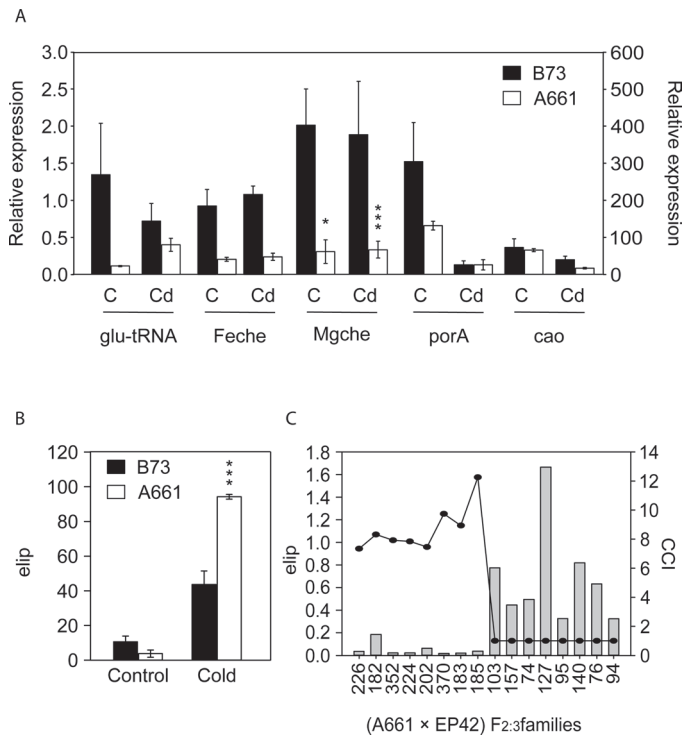 A
3.0
2.5
2.0
1.5
1.0
0.5
0.0
Relative expression
600
500
400
300
200
100
0
Relative expression
B73
A661
*
***
C Cd C Cd C Cd C Cd C Cd
glu-tRNA Feche Mgche porA cao
B
120
100
80
60
40
20
0
elip
B73
A661
***
Control Cold
C
1.8
1.6
1.4
1.2
1.0
0.8
0.6
0.4
0.2
0.0
elip
14
12
10
8
6
4
2
0
CCI
226 182 352 224 202 370 183 185 103 157 74 127 95 140 76 94
(A661 × EP42) F2:3families